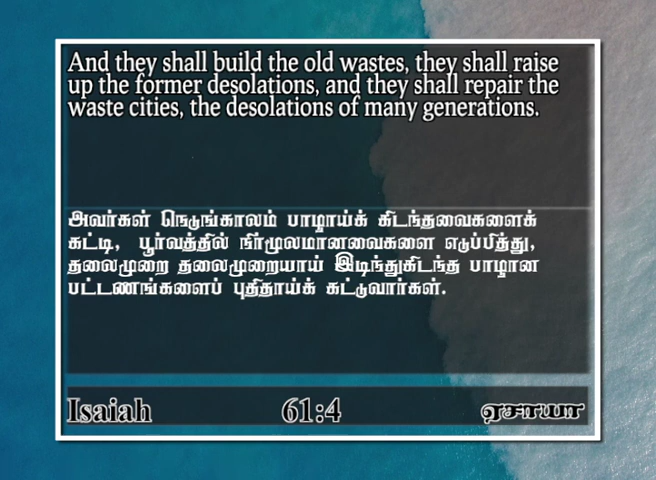 And they shall build the old wastes, they shall raise
up the former desolations, and they shall repair the
waste cities, the desolations of many generations.
அவர்கள் நெடுங்காலம் பாழாய்க் கிடந்தவைகளைக்
கட்டி, பூர்வத்தில் நிர்மூலமானவைகளை எடுப்பித்து,
தலைமுறை தலைமுறையாய் இடிந்துகிடந்த பாழான
பட்டணங்களைப் புதிதாய்க் கட்டுவார்கள்.
Isaiah 61:4 ஏசாயா